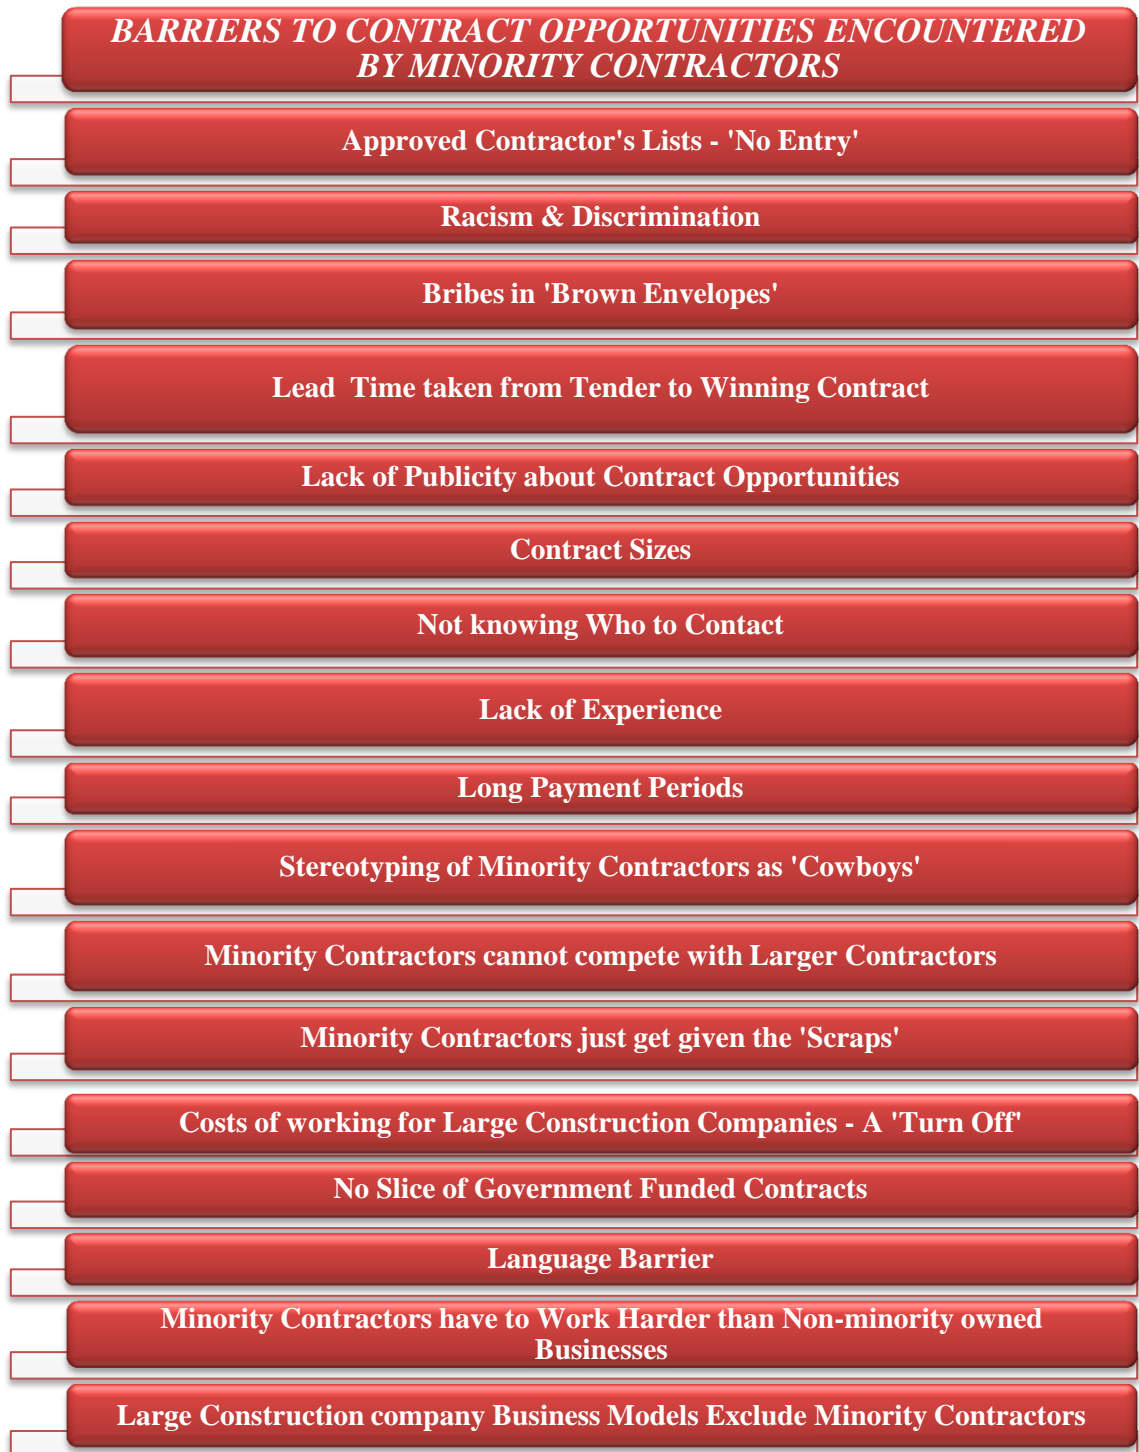 BARRIERS TO CONTRACT OPPORTUNITIES ENCOUNTERED
BY MINORITY CONTRACTORS
Approved Contractor's Lists - 'No Entry'
Racism & Discrimination
Bribes in 'Brown Envelopes'
Lead  Time taken from Tender to Winning Contract
Lack of Publicity about Contract Opportunities
Contract Sizes
Not knowing Who to Contact
Lack of Experience
Long Payment Periods
Stereotyping of Minority Contractors as 'Cowboys'
Minority Contractors cannot compete with Larger Contractors
Minority Contractors just get given the 'Scraps'
Costs of working for Large Construction Companies - A 'Turn Off'
No Slice of Government Funded Contracts
Language Barrier
Minority Contractors have to Work Harder than Non-minority owned
Businesses
Large Construction company Business Models Exclude Minority Contractors